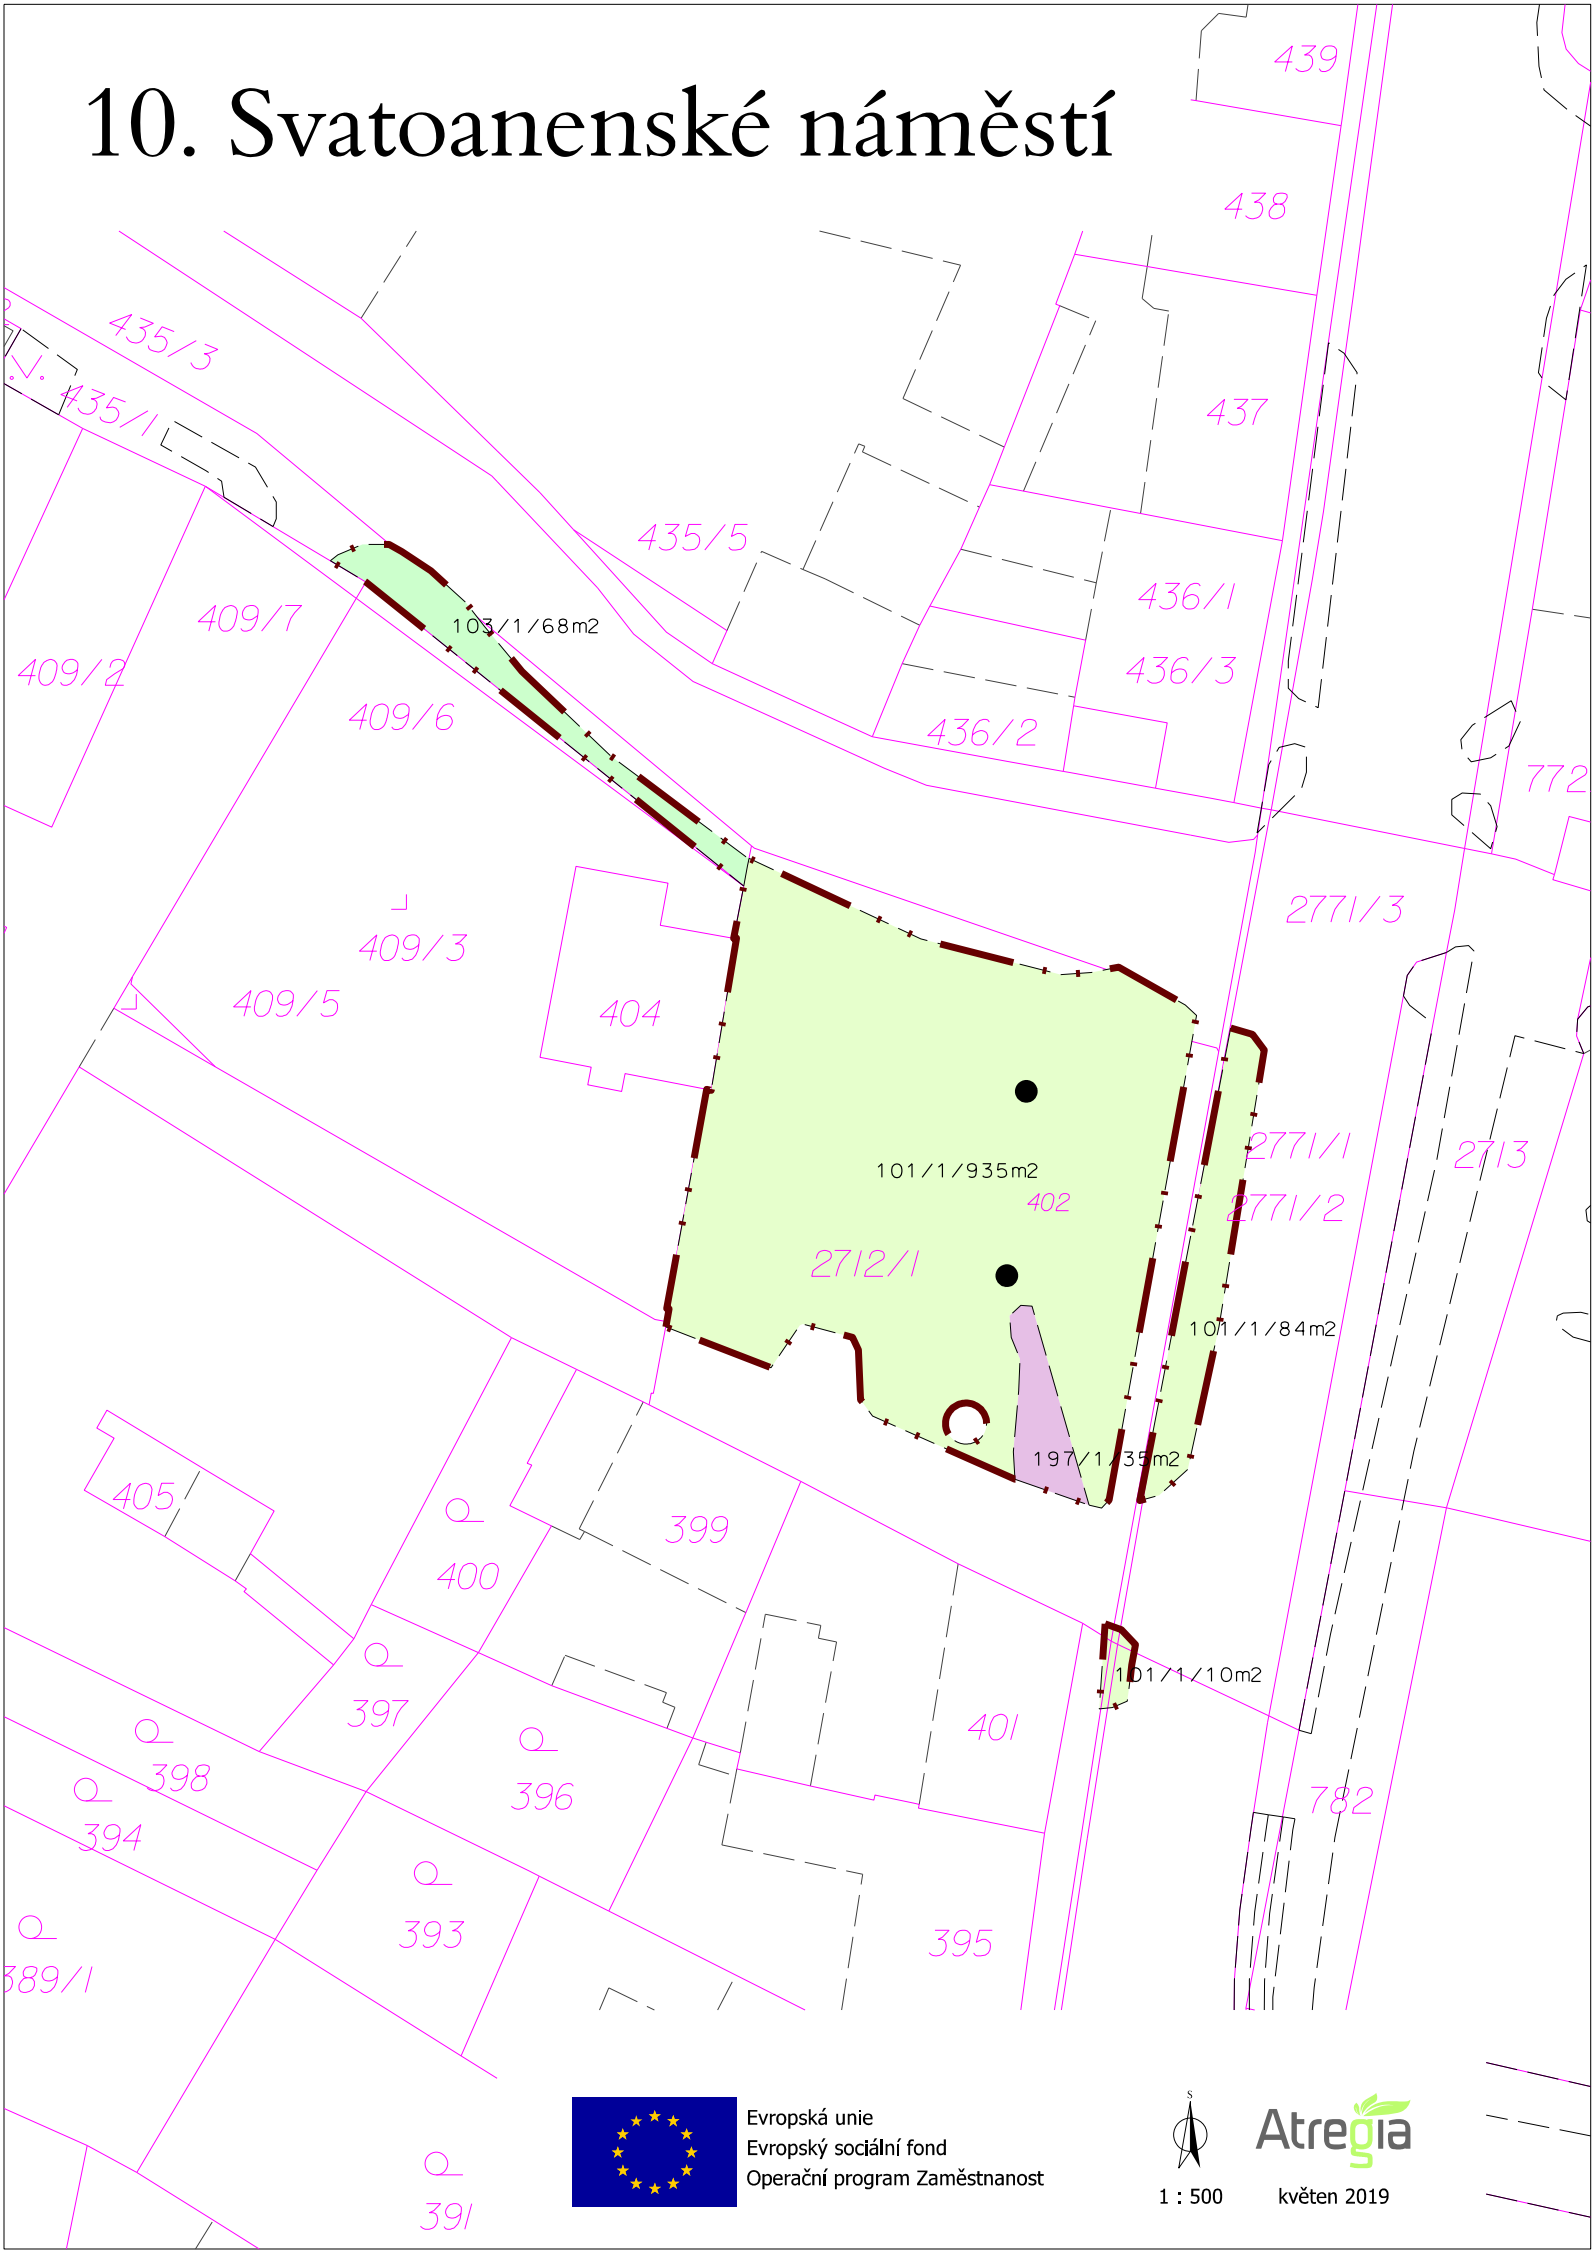 10. Svatoanenské náměstí
439
438
435/3
435/1
437
435/5
436/1
103/1/68m2
409/7
409/2
436/3
409/6
436/2
772
2771/3
409/3
409/5
404
2771/1
2713
101/1/935m2
402
2771/2
2712/1
101/1/84m2
197/1/35m2
405
399
400
101/1/10m2
397
401
398
396
782
394
393
395
389/1
Evropská unie
Evropský sociální fond
Operační program Zaměstnanost
S
Atregia
1 : 500
květen 2019
391